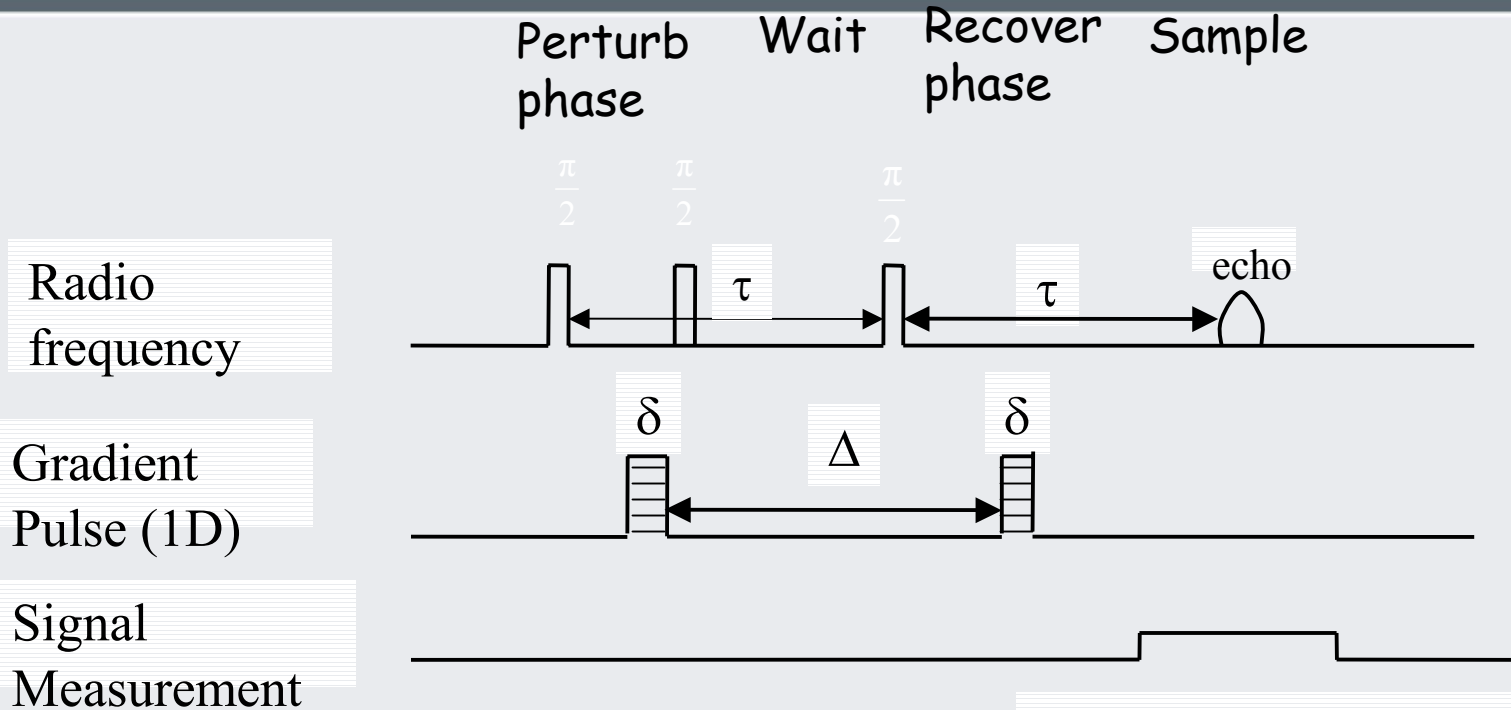 Perturb
phase
Wait
Recover
phase
Sample
π
2
π
2
π
2
Radio
frequency
τ
τ
echo
δ
Δ
δ
Gradient
Pulse (1D)
Signal
Measurement